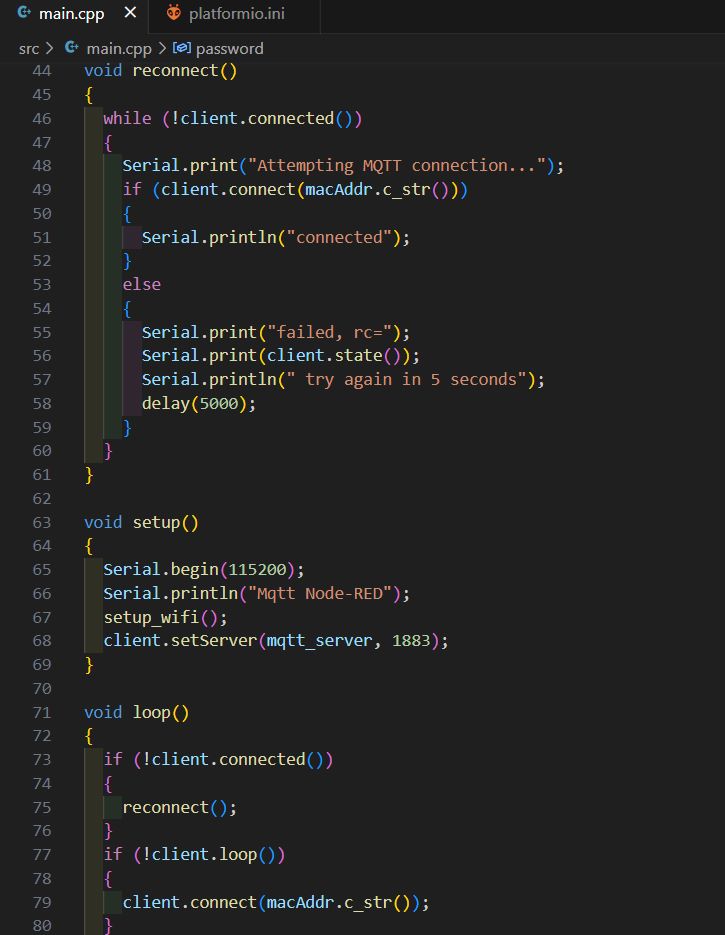 main.cpp × platformio.ini
src > main.cpp > password
44 void reconnect()
45 {
46 while (!client.connected())
47 {
48 Serial.print("Attempting MQTT connection...");
49 if (client.connect(macAddr.c_str()))
50 {
51 Serial.println("connected");
52 }
53 else
54 {
55 Serial.print("failed, rc=");
56 Serial.print(client.state());
57 Serial.println(" try again in 5 seconds");
58 delay(5000);
59 }
60 }
61 }
62
63 void setup()
64 {
65 Serial.begin(115200);
66 Serial.println("Mqtt Node-RED");
67 setup_wifi();
68 client.setServer(mqtt_server, 1883);
69 }
70
71 void loop()
72 {
73 if (!client.connected())
74 {
75 reconnect();
76 }
77 if (!client.loop())
78 {
79 client.connect(macAddr.c_str());
80 }